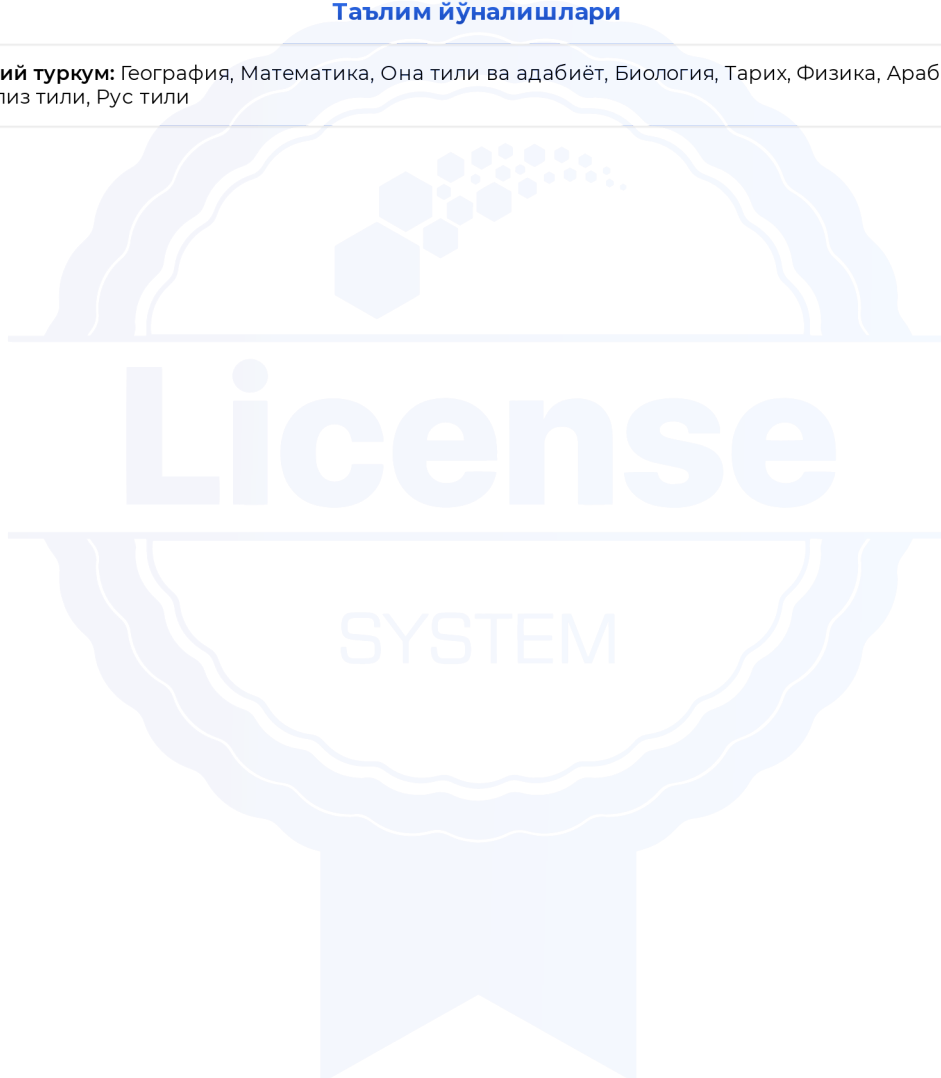 Таълим йўналишлари
ий туркум: География, Математика, Она тили ва адабиёт, Биология, Тарих, Физика, Араб
лиз тили, Рус тили
License
SYSTEM